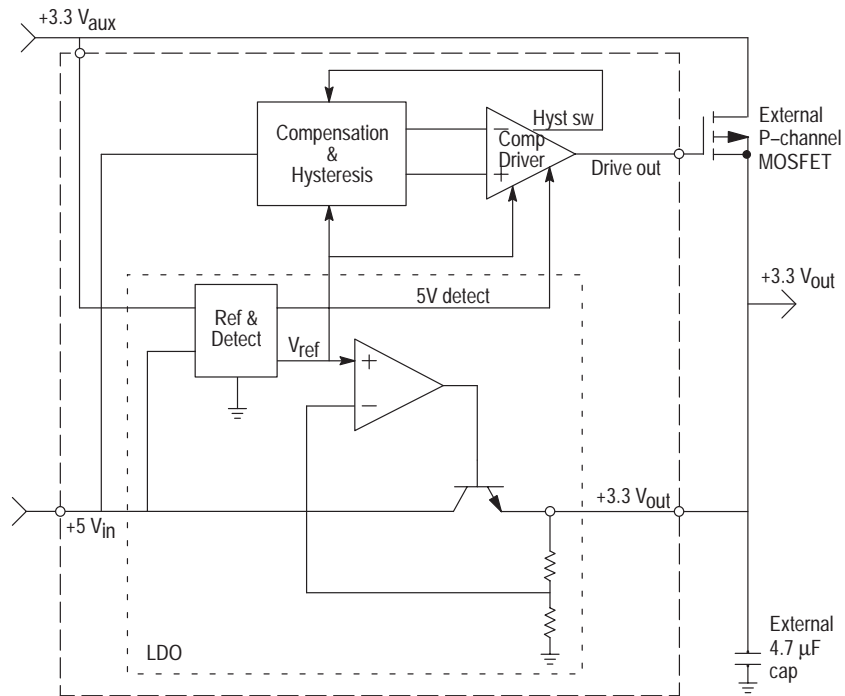 +3.3 Vaux
Compensation
&
Hysteresis
Hyst sw
−
Comp
Driver
+
Drive out
External
P−channel
MOSFET
+3.3 Vout
5V detect
Ref &
Detect
Vref
+
−
+5 Vin
+3.3 Vout
LDO
External
4.7 μF
cap